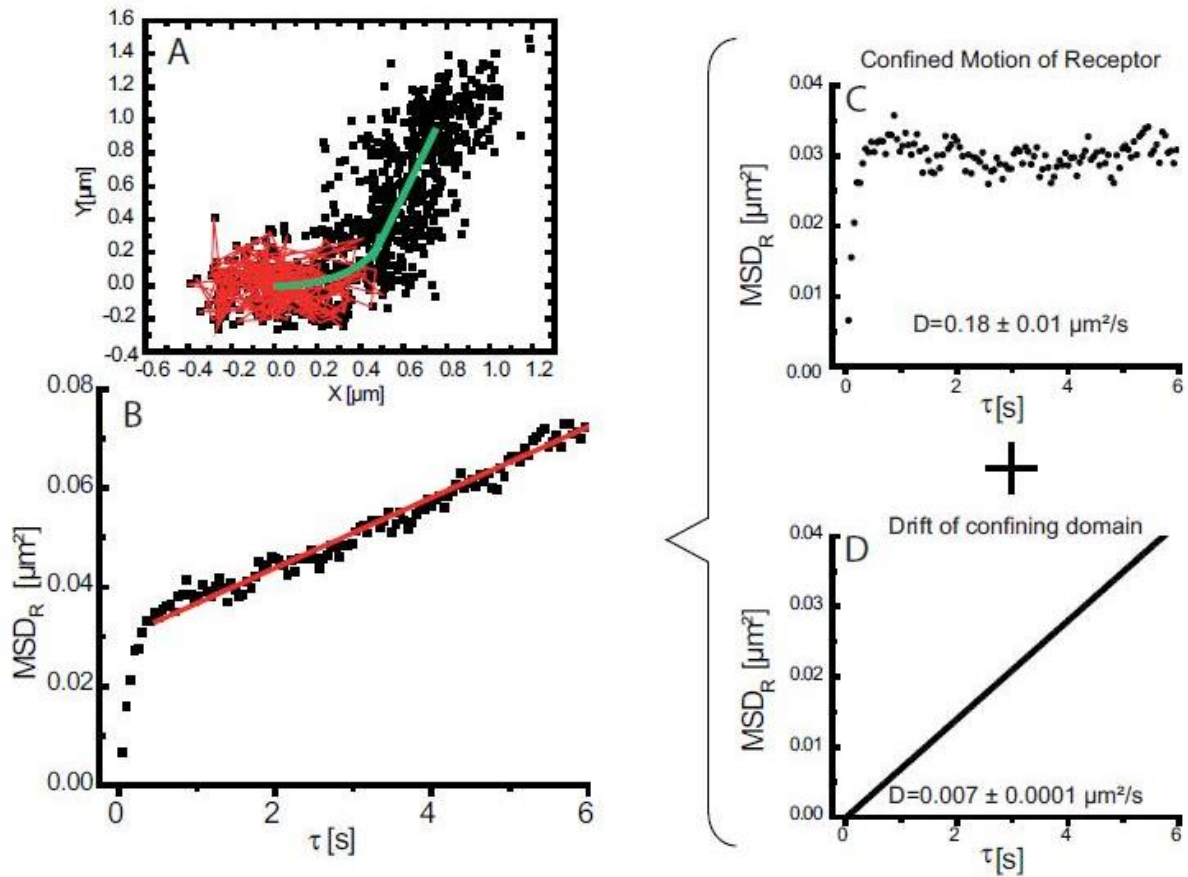 A
1.6
1.4
1.2
1.0
0.8
0.6
0.4
0.2
0.0
-0.2
-0.4
Y[µm]
-0.6 -0.4 -0.2 0.0 0.2 0.4 0.6 0.8 1.0 1.2
X [µm]
B
0.08
0.06
0.04
0.02
0.00
MSD_R [µm²]
0 2 4 6
τ [s]
Confined Motion of Receptor
C
0.04
0.03
0.02
0.01
0.00
MSD_R [µm²]
D=0.18 ± 0.01 µm²/s
0 2 4 6
τ[s]
+
Drift of confining domain
D
0.04
0.03
0.02
0.01
0.00
MSD_R [µm²]
D=0.007 ± 0.0001 µm²/s
0 2 4 6
τ[s]